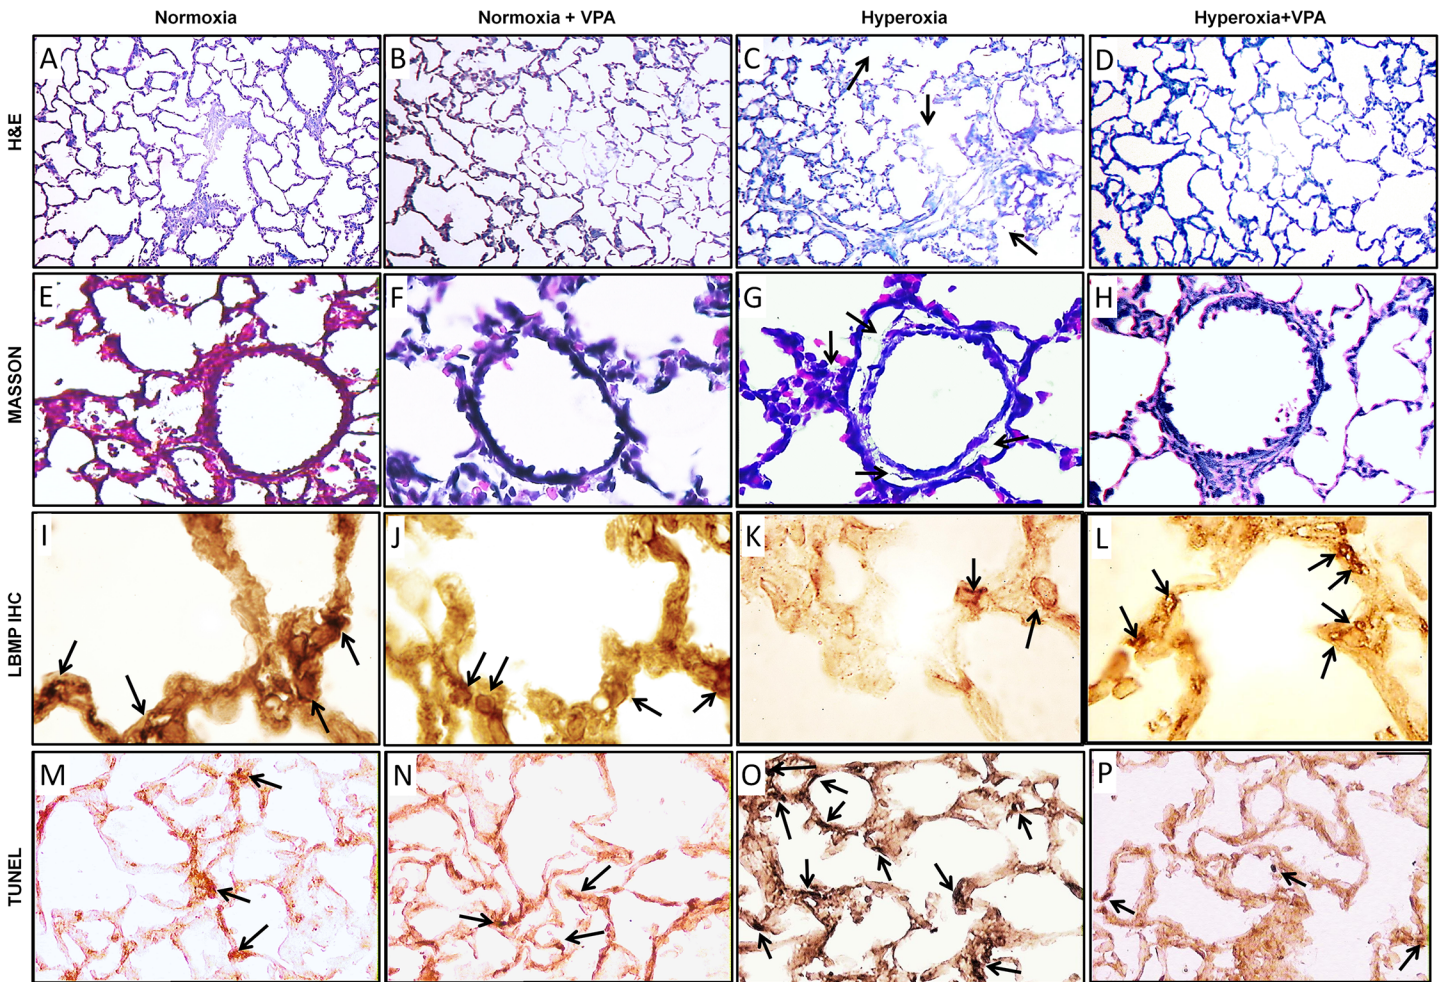 Normoxia
Normoxia + VPA
Hyperoxia
Hyperoxia+VPA
H&E
A
B
C
D
MASSON
E
F
G
H
LBMP IHC
I
J
K
L
TUNEL
M
N
O
P